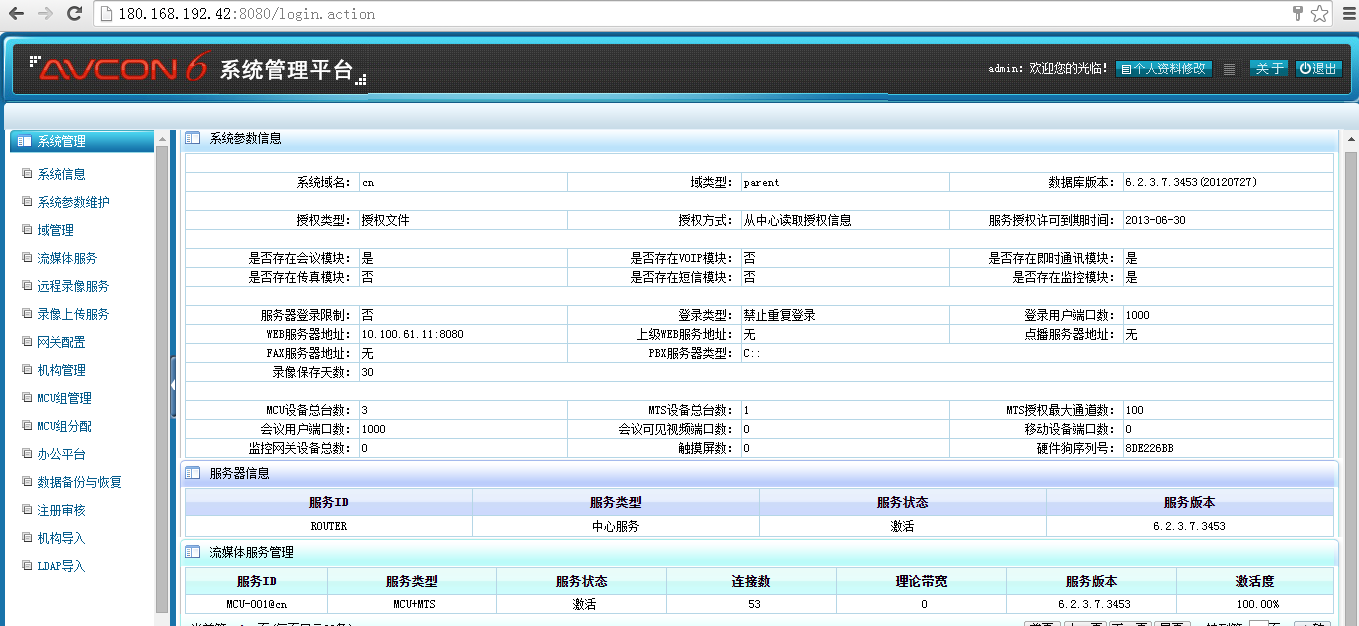 180.168.192.42:8080/login.action
AVCON 6 系统管理平台
admin: 欢迎您的光临! 个人资料修改 关于 退出
系统管理
系统信息
系统参数维护
域管理
流媒体服务
远程录像服务
录像上传服务
网关配置
机构管理
MCU组管理
MCU组分配
办公平台
数据备份与恢复
注册审核
机构导入
LDAP导入
系统参数信息
系统域名: cn 域类型: parent 数据库版本: 6.2.3.7.3453(20120727)
授权类型: 授权文件 授权方式: 从中心读取授权信息 服务授权许可到期时间: 2013-06-30
是否存在会议模块: 是 是否存在VOIP模块: 否 是否存在即时通讯模块: 是
是否存在传真模块: 否 是否存在短信模块: 否 是否存在监控模块: 是
服务器登录限制: 否 登录类型: 禁止重复登录 登录用户端口数: 1000
WEB服务器地址: 10.100.61.11:8080 上级WEB服务地址: 无 点播服务器地址: 无
FAX服务器地址: 无 PBX服务器类型: C::
录像保存天数: 30
MCU设备总台数: 3 MTS设备总台数: 1 MTS授权最大通道数: 100
会议用户端口数: 1000 会议可见视频端口数: 0 移动设备端口数: 0
监控网关设备总数: 0 触摸屏数: 0 硬件狗序列号: 8DE226BB
服务器信息
服务ID 服务类型 服务状态 服务版本
ROUTER 中心服务 激活 6.2.3.7.3453
流媒体服务管理
服务ID 服务类型 服务状态 连接数 理论带宽 服务版本 激活度
MCU-001@cn MCU+MTS 激活 53 0 6.2.3.7.3453 100.00%